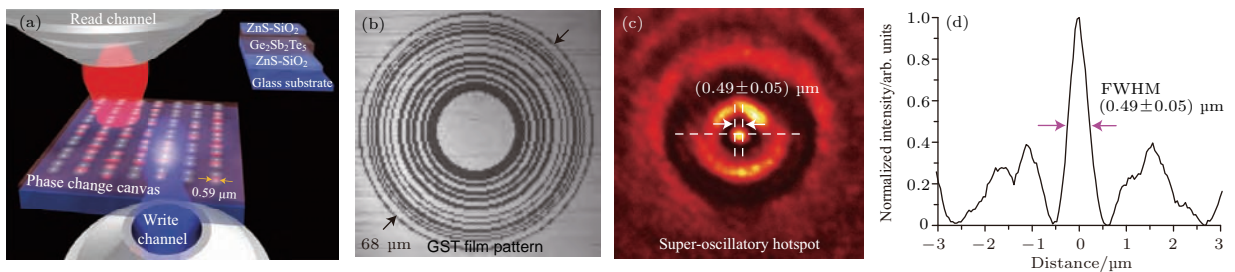 (a)
Read channel
ZnS-SiO₂
Ge₂Sb₂Te₅
ZnS-SiO₂
Glass substrate
Phase change canvas
0.59 µm
Write
channel
(b)
68 µm
GST film pattern
(c)
(0.49±0.05) µm
Super-oscillatory hotspot
(d)
Normalized intensity/arb. units
1.0
0.8
0.6
0.4
0.2
0
FWHM
(0.49±0.05) µm
−3
−2
−1
0
1
2
3
Distance/µm